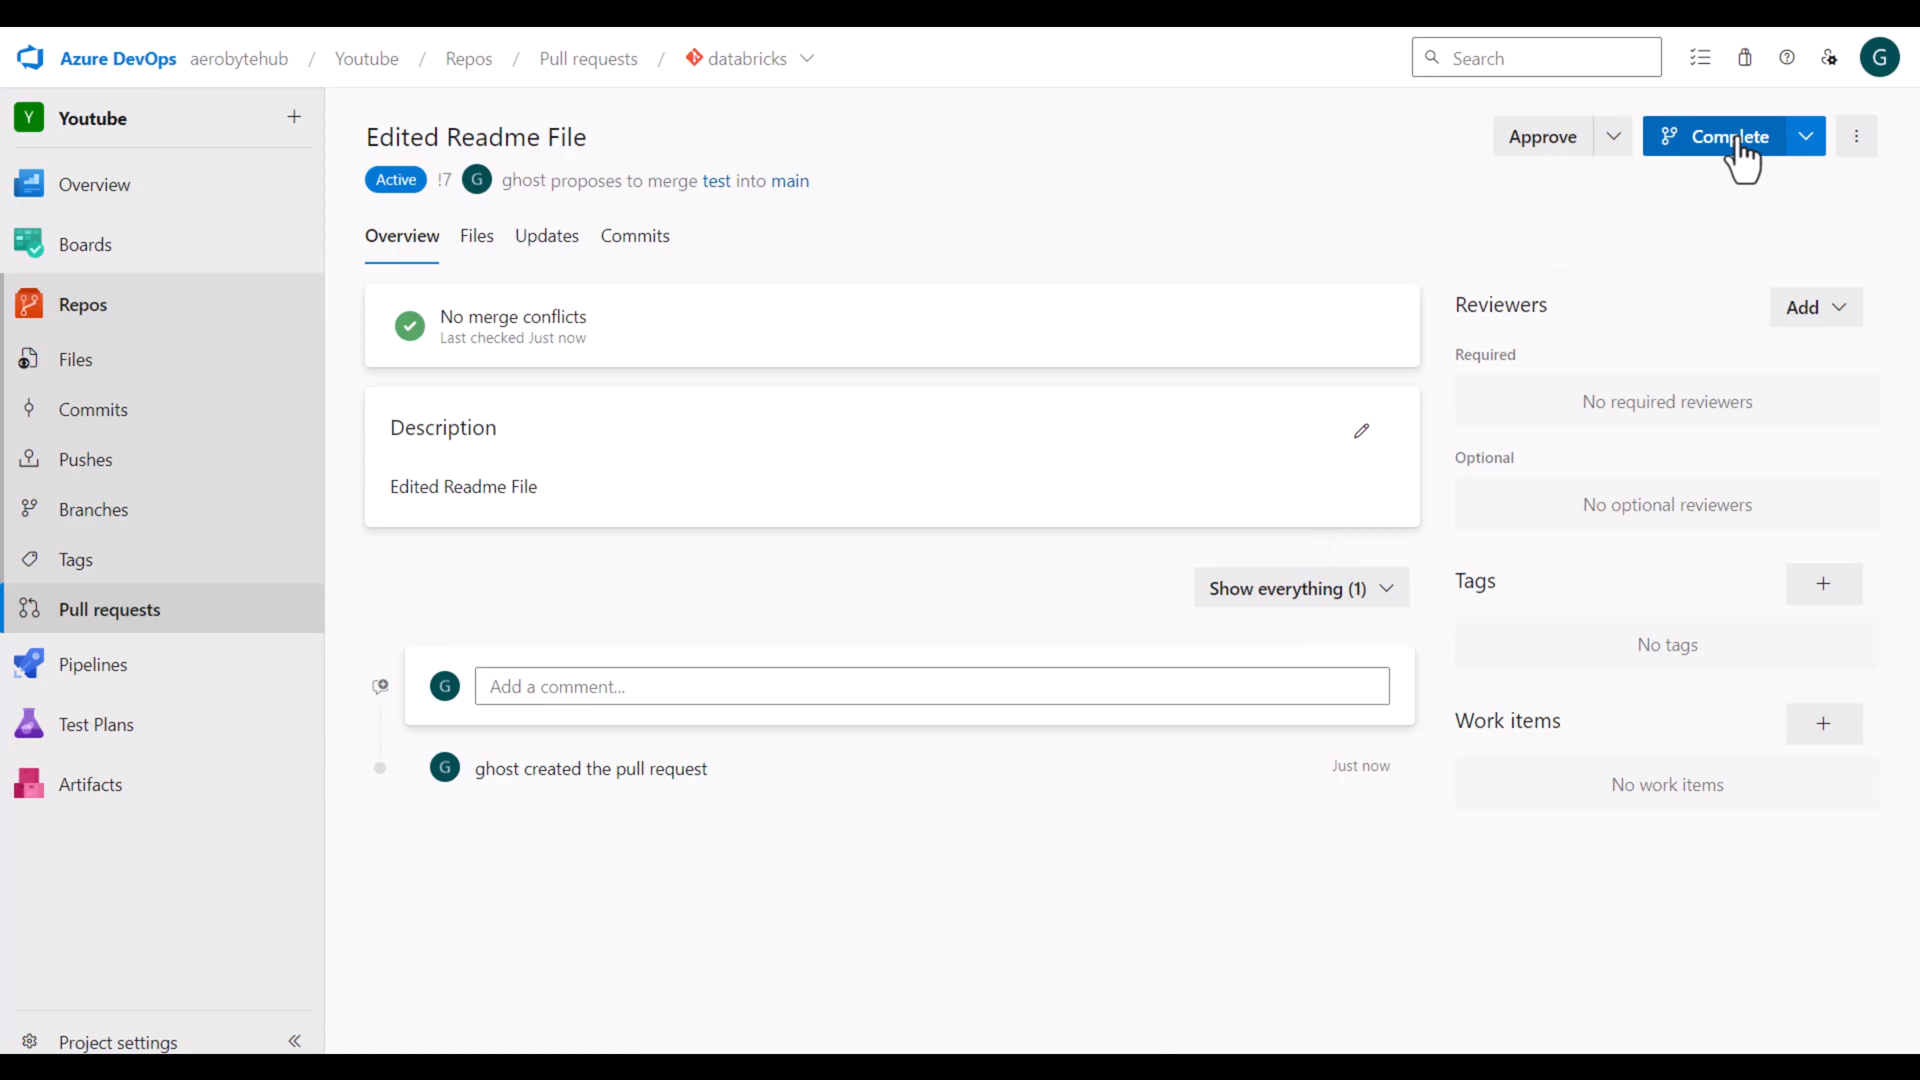 Azure DevOps aerobytehub / Youtube / Repos / Pull requests / databricks
Search
G
Y Youtube
Overview
Boards
Repos
Files
Commits
Pushes
Branches
Tags
Pull requests
Pipelines
Test Plans
Artifacts
Project settings
Edited Readme File
Approve
Complete
Active !7 G ghost proposes to merge test into main
Overview Files Updates Commits
No merge conflicts
Last checked Just now
Description
Edited Readme File
Show everything (1)
G Add a comment...
G ghost created the pull request Just now
Reviewers Add
Required
No required reviewers
Optional
No optional reviewers
Tags
No tags
Work items
No work items